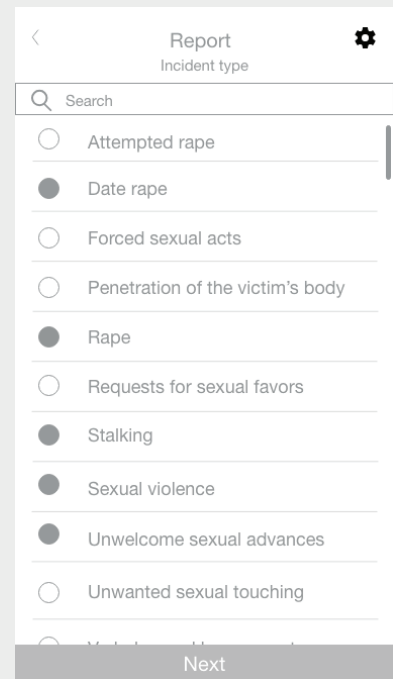 Report
Incident type
Search
Attempted rape
Date rape
Forced sexual acts
Penetration of the victim's body
Rape
Requests for sexual favors
Stalking
Sexual violence
Unwelcome sexual advances
Unwanted sexual touching
Next